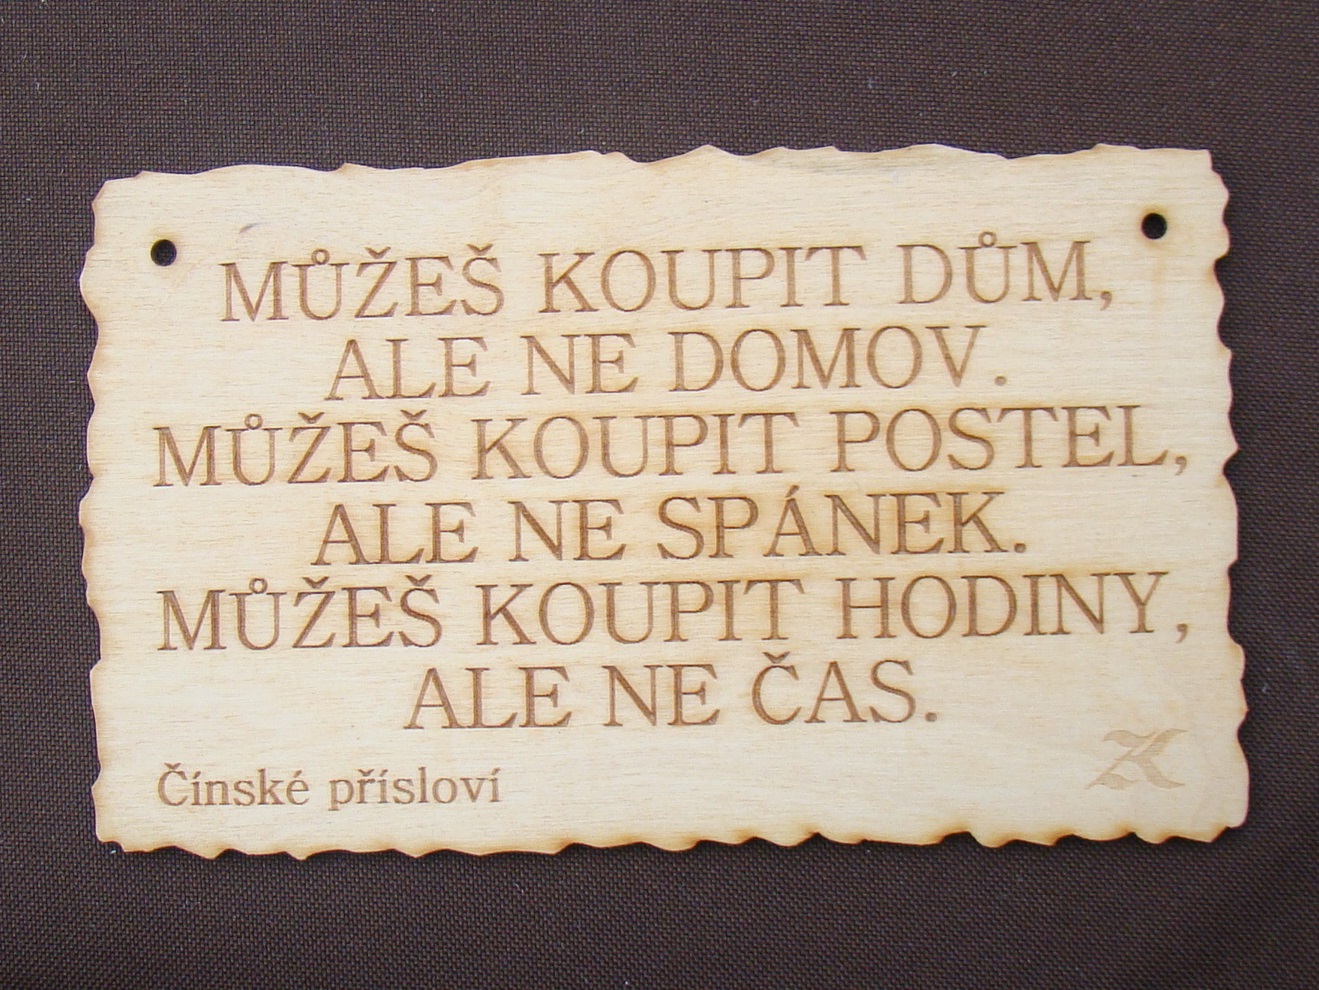 MŮŽEŠ KOUPIT DŮM,
ALE NE DOMOV.
MŮŽEŠ KOUPIT POSTEL,
ALE NE SPÁNEK.
MŮŽEŠ KOUPIT HODINY,
ALE NE ČAS.
Čínské přísloví